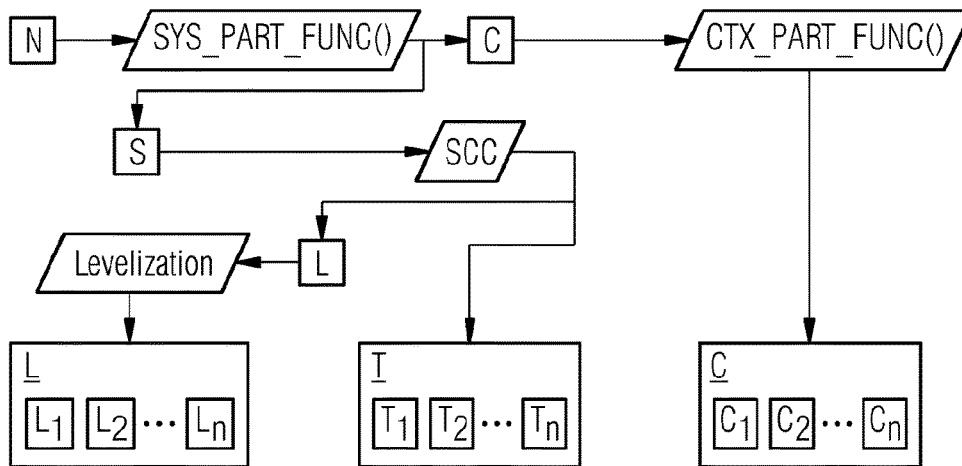 N SYS_PART_FUNC() C CTX_PART_FUNC()
S SCC
Levelization L
L T C
L1 L2 ... Ln T1 T2 ... Tn C1 C2 ... Cn